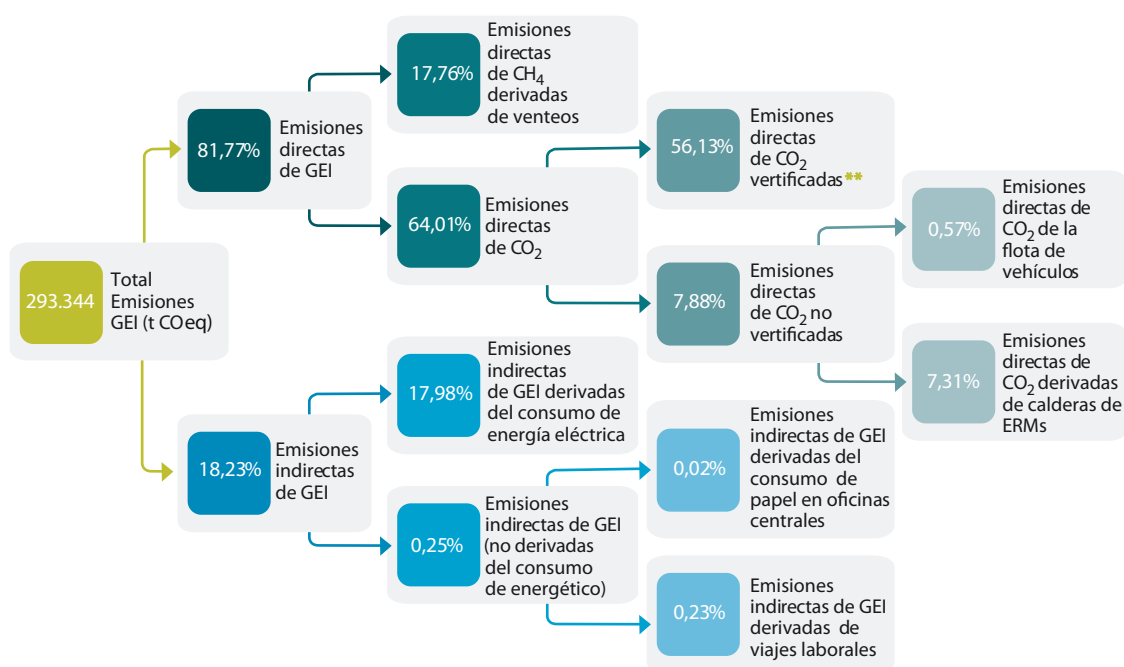 293.344
Total
Emisiones
GEI (t COeq)
81,77%
Emisiones
directas
de GEI
17,76%
Emisiones
directas
de CH4
derivadas
de venteos
64,01%
Emisiones
directas
de CO2
56,13%
Emisiones
directas
de CO2
vertificadas**
7,88%
Emisiones
directas
de CO2 no
vertificadas
0,57%
Emisiones
directas de
CO2 de la
flota de
vehículos
7,31%
Emisiones
directas de
CO2 derivadas
de calderas de
ERMs
18,23%
Emisiones
indirectas
de GEI
17,98%
Emisiones
indirectas
de GEI derivadas
del consumo de
energía eléctrica
0,25%
Emisiones
indirectas de GEI
(no derivadas
del consumo
de energético)
0,02%
Emisiones
indirectas de GEI
derivadas del
consumo de
papel en oficinas
centrales
0,23%
Emisiones
indirectas de GEI
derivadas de
viajes laborales